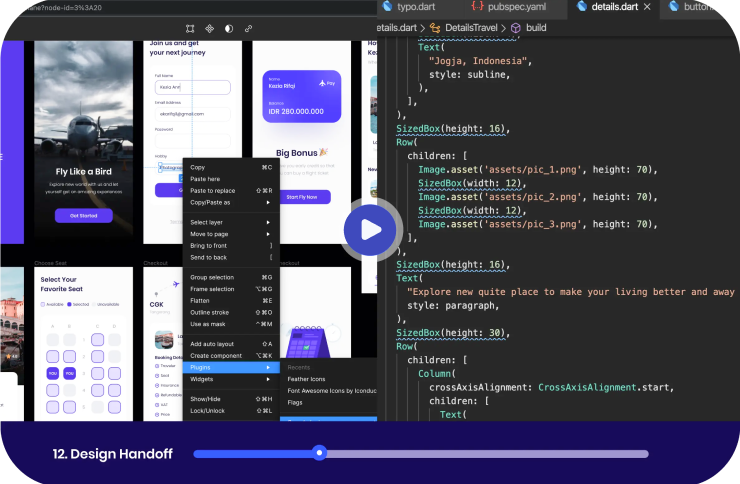 ane?node-id=3%3A20
Join us and get
your next journey
Full Name
Kezia Ann
Email Address
Password
Hobby
Fly Like a Bird
Explore new world with us and let
yourself get an amazing experiences
Get Started
Name
Kezia Rifaji
Pay
Balance
IDR 280.000.000
Big Bonus
Start Fly Now
Copy ⌘C
Paste here
Paste to replace ⇧⌘R
Copy/Paste as
Select layer
Move to page
Bring to front ]
Send to back [
Group selection ⌘G
Frame selection ⌥⌘G
Flatten ⌘E
Outline stroke ⇧⌘O
Use as mask ⌃⌘M
Add auto layout ⇧A
Create component ⌥⌘K
Plugins
Widgets
Show/Hide ⇧⌘H
Lock/Unlock ⇧⌘L
Recents
Feather Icons
Font Awesome Icons by Iconduc
Flags
Choose Seat
Select Your
Favorite Seat
Available Selected Unavailable
A B C D
YOU YOU
Checkout
CGK
Booking Deta
Provider
Seat
Insurance
Refundable
VAT
Price
heckout
typo.dart
pubspec.yaml
details.dart
button
etails.dart > DetailsTravel > build
Text(
"Jogja, Indonesia",
style: subline,
),
],
),
SizedBox(height: 16),
Row(
children: [
Image.asset('assets/pic_1.png', height: 70),
SizedBox(width: 12),
Image.asset('assets/pic_2.png', height: 70),
SizedBox(width: 12),
Image.asset('assets/pic_3.png', height: 70),
],
),
SizedBox(height: 16),
Text(
"Explore new quite place to make your living better and away
style: paragraph,
),
SizedBox(height: 30),
Row(
children: [
Column(
crossAxisAlignment: CrossAxisAlignment.start,
children: [
Text(
12. Design Handoff